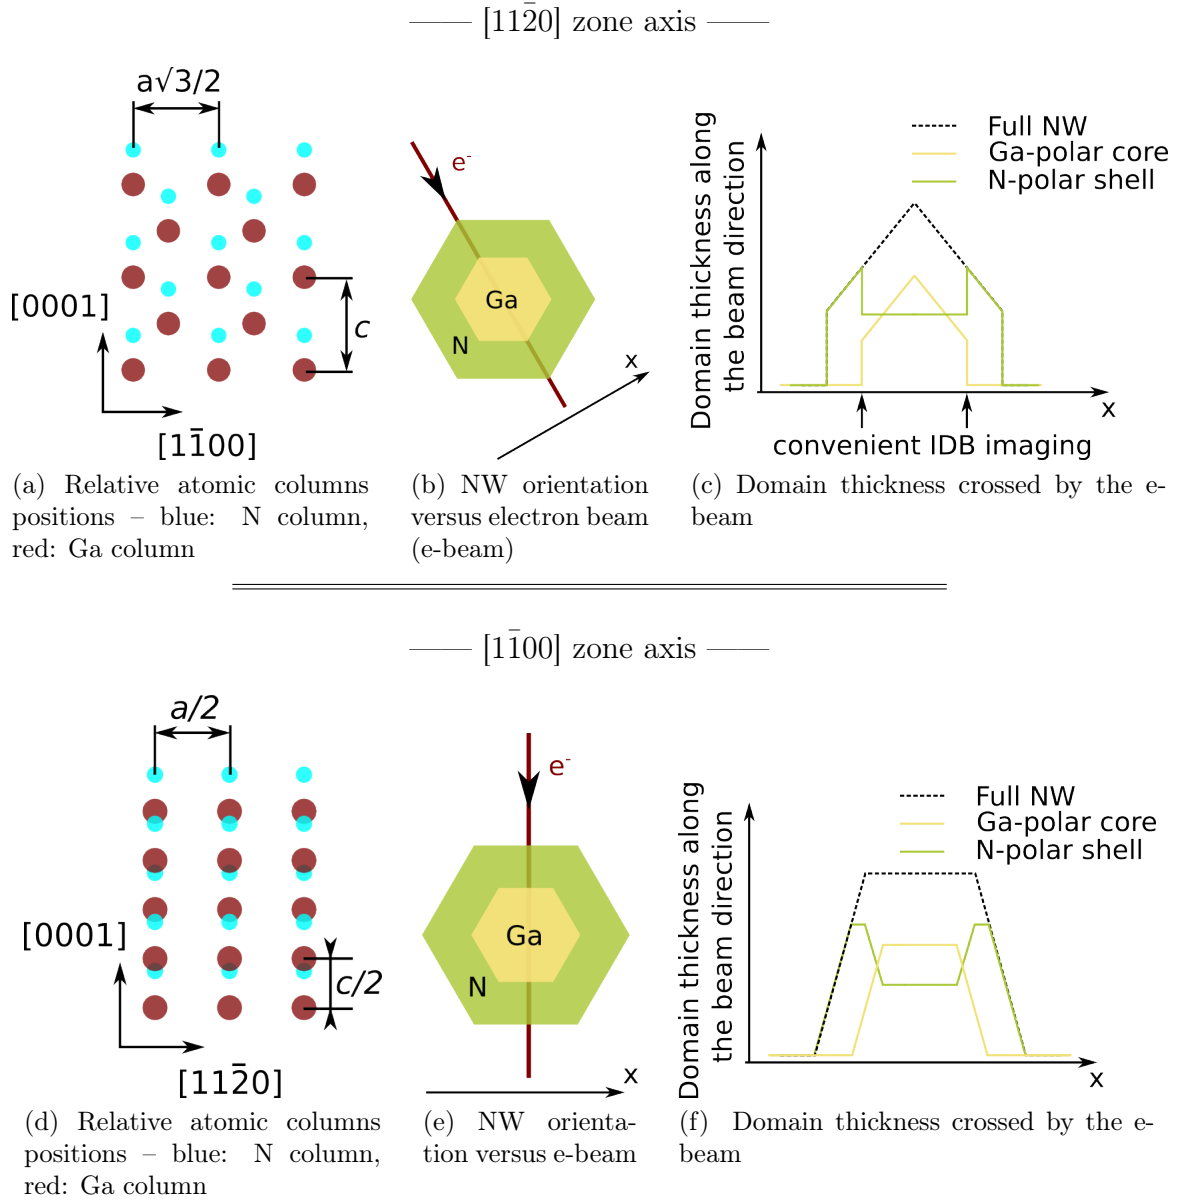 [112̄0] zone axis
a√3/2
[0001]
c
[11̄00]
e-
Ga
N
x
Domain thickness along
the beam direction
Full NW
Ga-polar core
N-polar shell
x
convenient IDB imaging
(a) Relative atomic columns
positions – blue: N column,
red: Ga column
(b) NW orientation
versus electron beam
(e-beam)
(c) Domain thickness crossed by the e-
beam
[11̄00] zone axis
a/2
[0001]
c/2
[112̄0]
e-
Ga
N
x
Domain thickness along
the beam direction
Full NW
Ga-polar core
N-polar shell
x
(d) Relative atomic columns
positions – blue: N column,
red: Ga column
(e) NW orienta-
tion versus e-beam
(f) Domain thickness crossed by the e-
beam